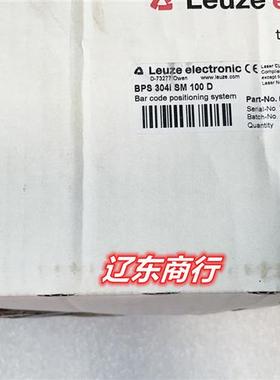 Leuze e
t
Leuze electronic CE
D-73277 Owen www.leuze.com
BPS 304i SM 100 D
Bar code positioning system
Part-No.
Serial-No.
Batch-No.
Quantity
辽东商行